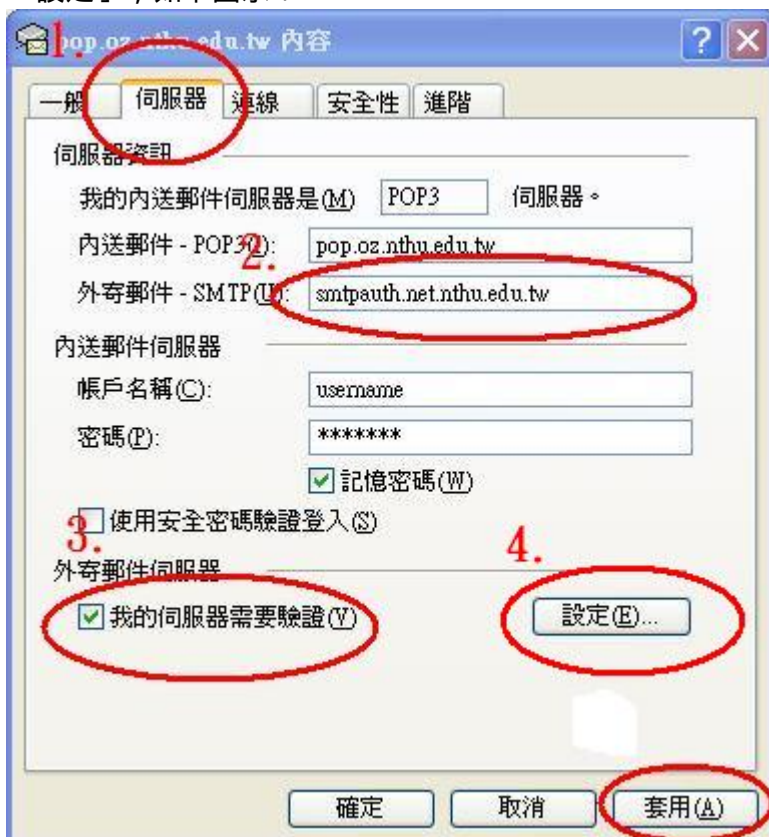 1.
pop.oz.nthu.edu.tw 內容
一般 伺服器 連線 安全性 進階
伺服器資訊
我的內送郵件伺服器是(M) POP3 伺服器。
內送郵件 - POP3(I): pop.oz.nthu.edu.tw
2.
外寄郵件 - SMTP(U): smtpauth.net.nthu.edu.tw
內送郵件伺服器
帳戶名稱(C): username
密碼(P): *******
記憶密碼(W)
使用安全密碼驗證登入(S)
3.
4.
外寄郵件伺服器
我的伺服器需要驗證(V) 設定(E)...
確定 取消 套用(A)